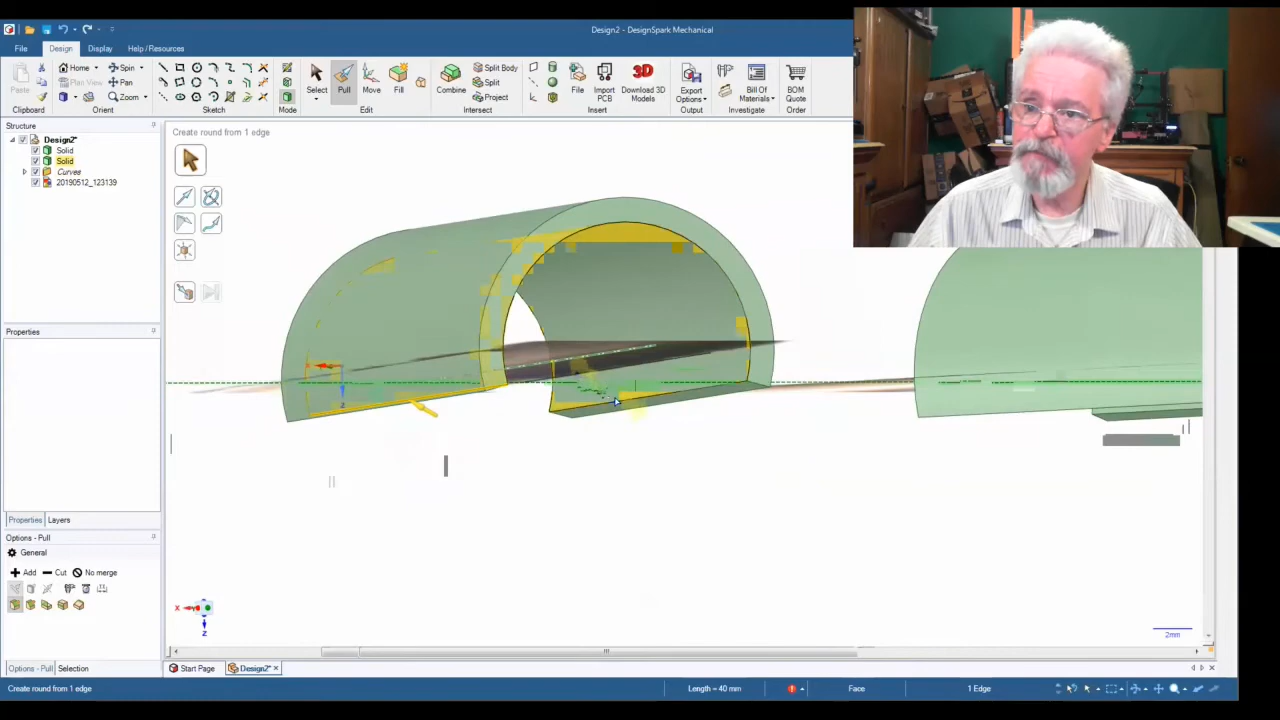 Design2 - DesignSpark Mechanical
File Design Display Help / Resources
Paste
Clipboard
Home
Spin
Plan View
Pan
Zoom
Orient
Sketch
Mode
Select
Pull
Move
Fill
Edit
Combine
Split Body
Split
Project
Intersect
File
Import PCB
Download 3D Models
Insert
Export Options
Output
Bill Of Materials
Investigate
BOM Quote
Order
Structure
Create round from 1 edge
Design2*
Solid
Solid
Curves
20190512_123139
Properties
Z
Properties Layers
Options - Pull
General
Add Cut No merge
X
Z
2mm
Options - Pull Selection
Start Page Design2*
Create round from 1 edge
Length = 40 mm
Face
1 Edge